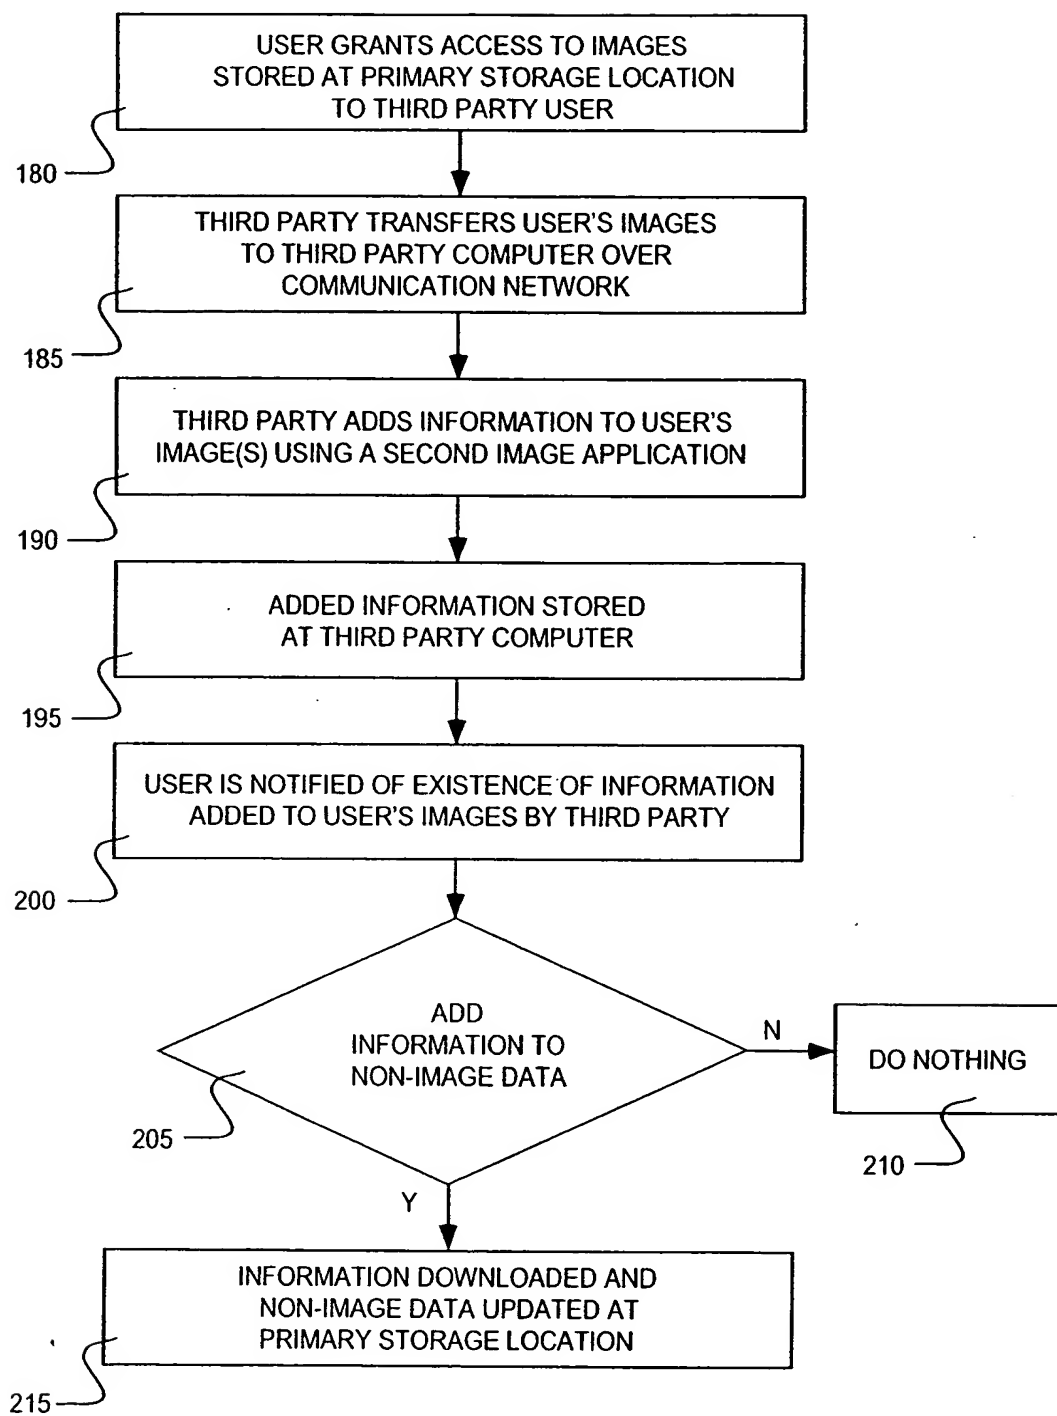 USER GRANTS ACCESS TO IMAGES
STORED AT PRIMARY STORAGE LOCATION
TO THIRD PARTY USER
180
THIRD PARTY TRANSFERS USER'S IMAGES
TO THIRD PARTY COMPUTER OVER
COMMUNICATION NETWORK
185
THIRD PARTY ADDS INFORMATION TO USER'S
IMAGE(S) USING A SECOND IMAGE APPLICATION
190
ADDED INFORMATION STORED
AT THIRD PARTY COMPUTER
195
USER IS NOTIFIED OF EXISTENCE OF INFORMATION
ADDED TO USER'S IMAGES BY THIRD PARTY
200
ADD
INFORMATION TO
NON-IMAGE DATA
205
N
DO NOTHING
210
Y
INFORMATION DOWNLOADED AND
NON-IMAGE DATA UPDATED AT
PRIMARY STORAGE LOCATION
215